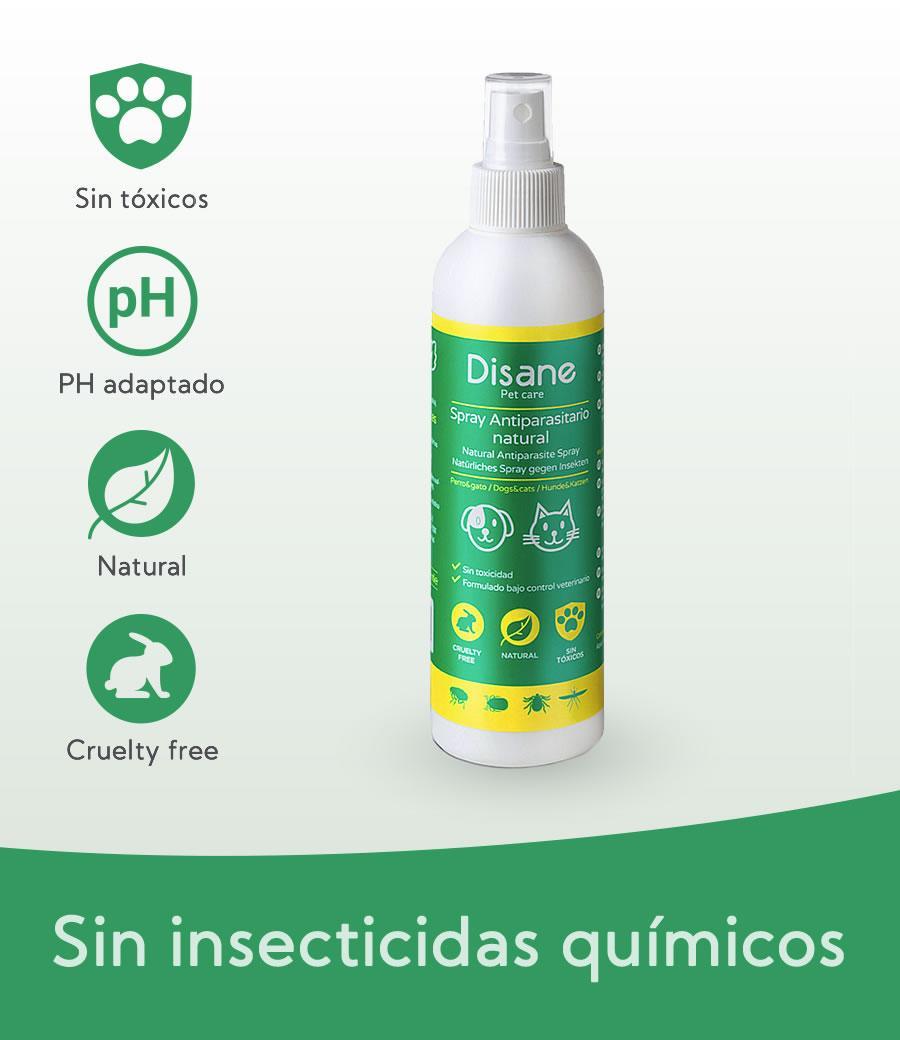 Sin tóxicos
pH
PH adaptado
Natural
Cruelty free
Disane
Pet care
Spray Antiparasitario
natural
Natural Antiparasite Spray
Natürliches Spray gegen Insekten
Perro&gato / Dogs&cats / Hunde&Katzen
Sin toxicidad
Formulado bajo control veterinario
CRUELTY
FREE
NATURAL
SIN
TÓXICOS
Sin insecticidas químicos